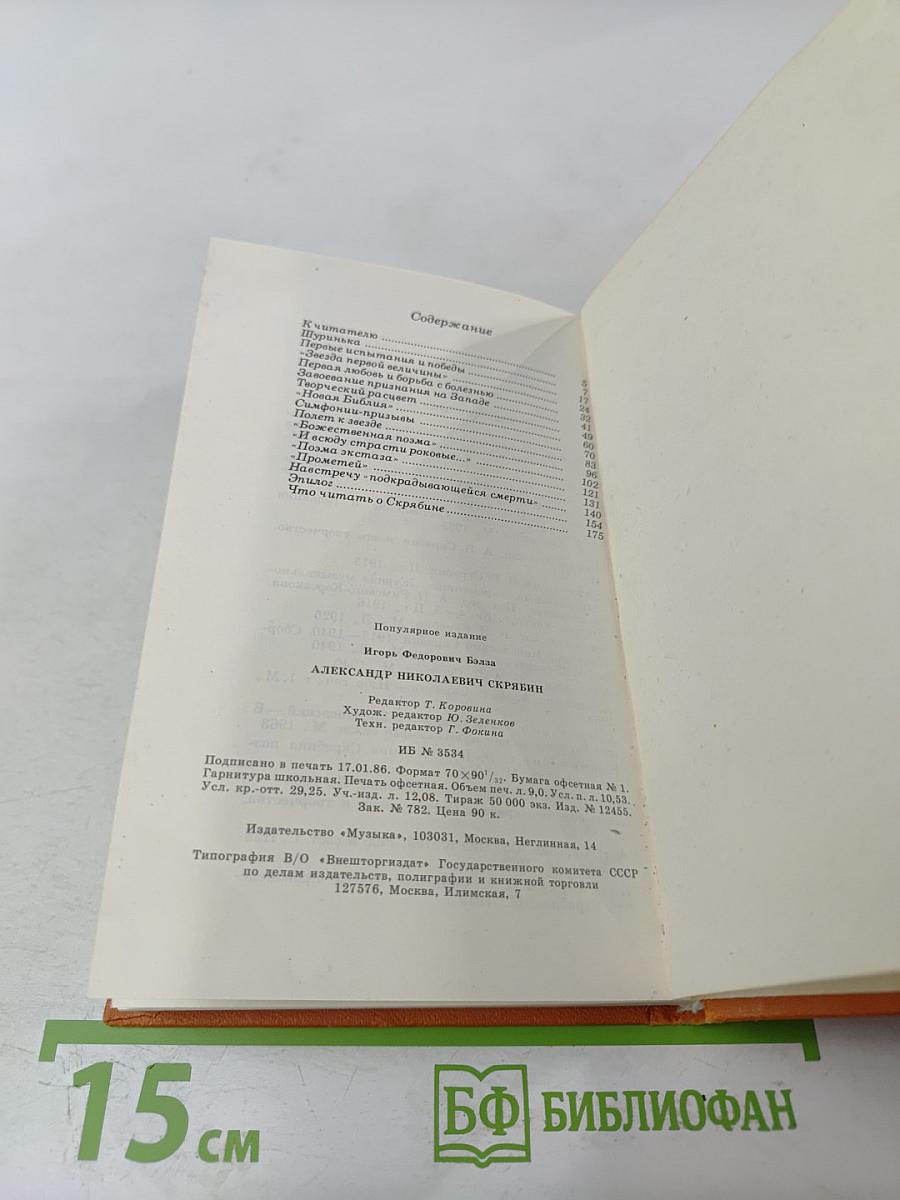 Содержание
К читателю 5
Шуринька 7
Первые испытания и победы 17
«Звезда первой величины» 24
Первая любовь и борьба с болезнью 32
Завоевание признания на Западе 41
Творческий расцвет 49
«Новая Библия» 60
Симфонии-призывы 70
Полет к звезде 83
«Божественная поэма» 96
«И всюду страсти роковые...» 102
«Поэма экстаза» 121
«Прометей» 131
Навстречу «подкрадывающейся смерти» 140
Эпилог 154
Что читать о Скрябине 175
Популярное издание
Игорь Федорович Бэлза
АЛЕКСАНДР НИКОЛАЕВИЧ СКРЯБИН
Редактор Т. Коровина
Худож. редактор Ю. Зеленков
Техн. редактор Г. Фокина
ИБ № 3534
Подписано в печать 17.01.86. Формат 70×90¹/₃₂. Бумага офсетная № 1.
Гарнитура школьная. Печать офсетная. Объем печ. л. 9,0. Усл. п. л. 10,53.
Усл. кр.-отт. 29,25. Уч.-изд. л. 12,08. Тираж 50 000 экз. Изд. № 12455.
Зак. № 782. Цена 90 к.
Издательство «Музыка», 103031, Москва, Неглинная, 14
Типография В/О «Внешторгиздат» Государственного комитета СССР
по делам издательств, полиграфии и книжной торговли
127576, Москва, Илимская, 7
15 см
БФ БИБЛИОФАН